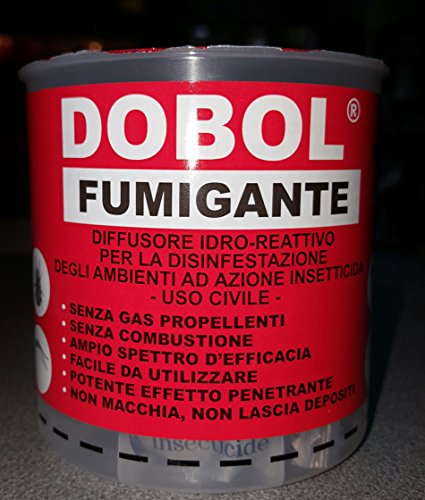 DOBOL®
FUMIGANTE
DIFFUSORE IDRO-REATTIVO
PER LA DISINFESTAZIONE
DEGLI AMBIENTI AD AZIONE INSETTICIDA
- USO CIVILE -
• SENZA GAS PROPELLENTI
• SENZA COMBUSTIONE
• AMPIO SPETTRO D'EFFICACIA
• FACILE DA UTILIZZARE
• POTENTE EFFETTO PENETRANTE
• NON MACCHIA, NON LASCIA DEPOSITI
insecticide